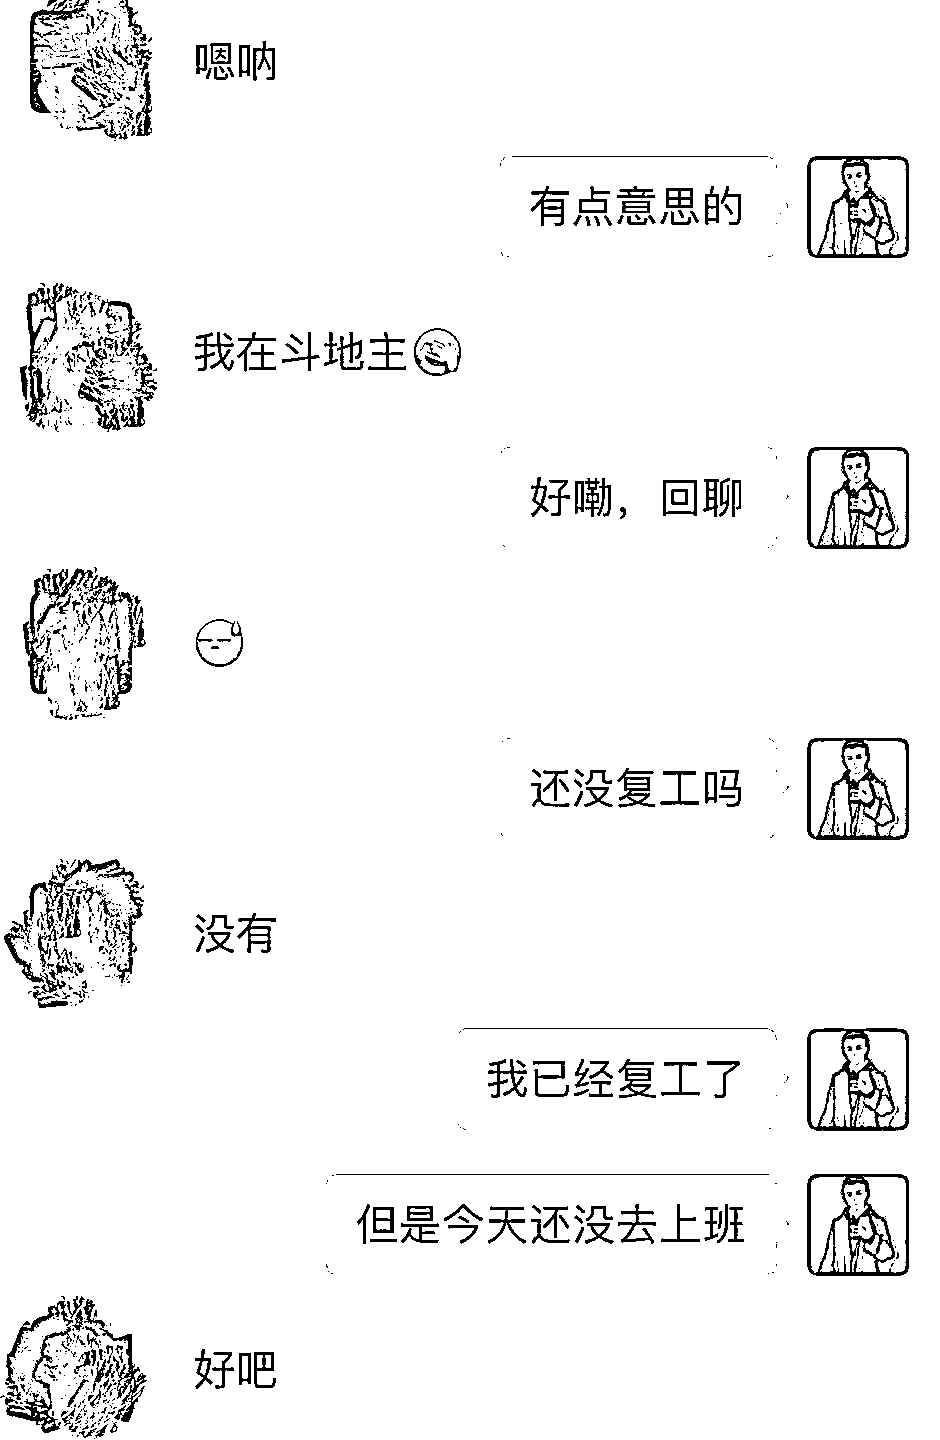 嗯呐
有点意思的
我在斗地主
好嘞，回聊
还没复工吗
没有
我已经复工了
但是今天还没去上班
好吧